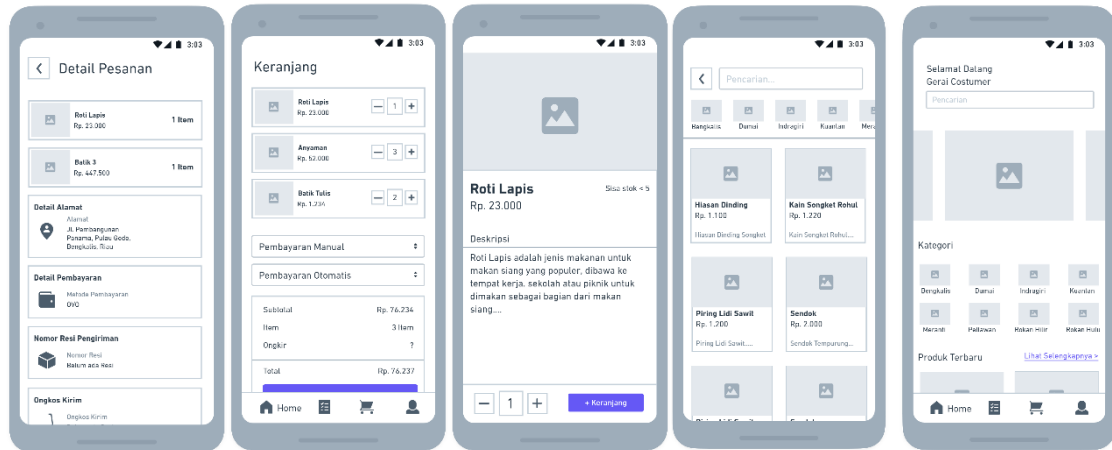 3:03
Detail Pesanan
Roti Lapis
Rp. 23.000
1 Item
Batik 3
Rp. 447.500
1 Item
Detail Alamat
Alamat
JL Pembangunan
Panama, Pulau Goda,
Dengkalis, Riau
Detail Pembayaran
Metode Pembayaran
OVO
Nomor Resi Pengiriman
Nomor Resi
Belum ada Resi
Ongkos Kirim
Ongkos Kirim
3:03
Keranjang
Roti Lapis
Rp. 23.000
1
Anyaman
Rp. 52.000
3
Batik Tulis
Rp. 1.234
2
Pembayaran Manual
Pembayaran Otomatis
Subtotal Rp. 76.234
Item 3 Item
Ongkir ?
Total Rp. 76.237
Home
3:03
Roti Lapis
Sisa stok < 5
Rp. 23.000
Deskripsi
Roti Lapis adalah jenis makanan untuk
makan siang yang populer, dibawa ke
tempat kerja. sekolah atau piknik untuk
dimakan sebagai bagian dari makan
siang....
1
+ Keranjang
3:03
Pencarian...
Bangkalis Dumai Indragiri Kuantan
Hiasan Dinding
Rp. 1.100
Hiasan Dinding Songket
Kain Songket Rohul
Rp. 1.220
Kain Songket Rohul....
Piring Lidi Sawit
Rp. 1.200
Piring Lidi Sawit....
Sendok
Rp. 2.000
Sendok Tempurung...
3:03
Selamat Datang
Gerai Costumer
Pencarian
Kategori
Dengkalis Dumai Indragiri Kuantan
Meranti Pellawan Rokan Hilir Rokan Hulu
Produk Terbaru
Lihat Selengkapnya >
Home